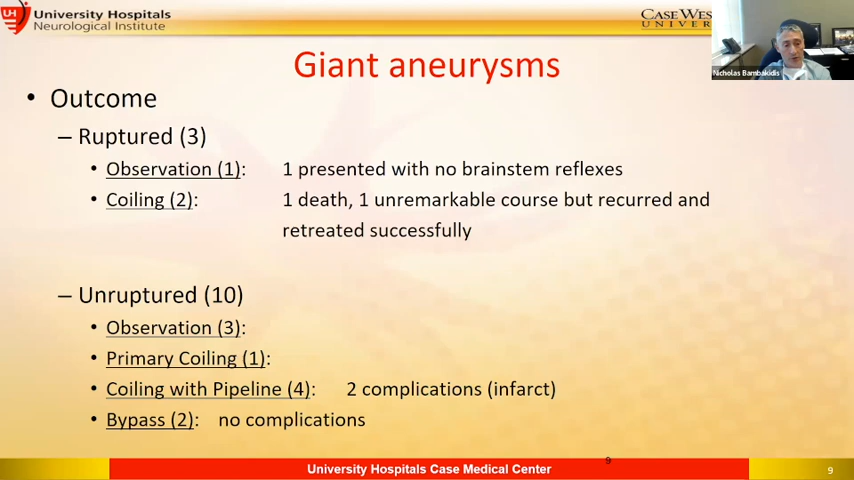 UH University Hospitals
Neurological Institute
CASE WES
UNIVER
Nicholas Bambakidis
Giant aneurysms
• Outcome
– Ruptured (3)
• Observation (1): 1 presented with no brainstem reflexes
• Coiling (2): 1 death, 1 unremarkable course but recurred and
retreated successfully
– Unruptured (10)
• Observation (3):
• Primary Coiling (1):
• Coiling with Pipeline (4): 2 complications (infarct)
• Bypass (2): no complications
9
University Hospitals Case Medical Center
9